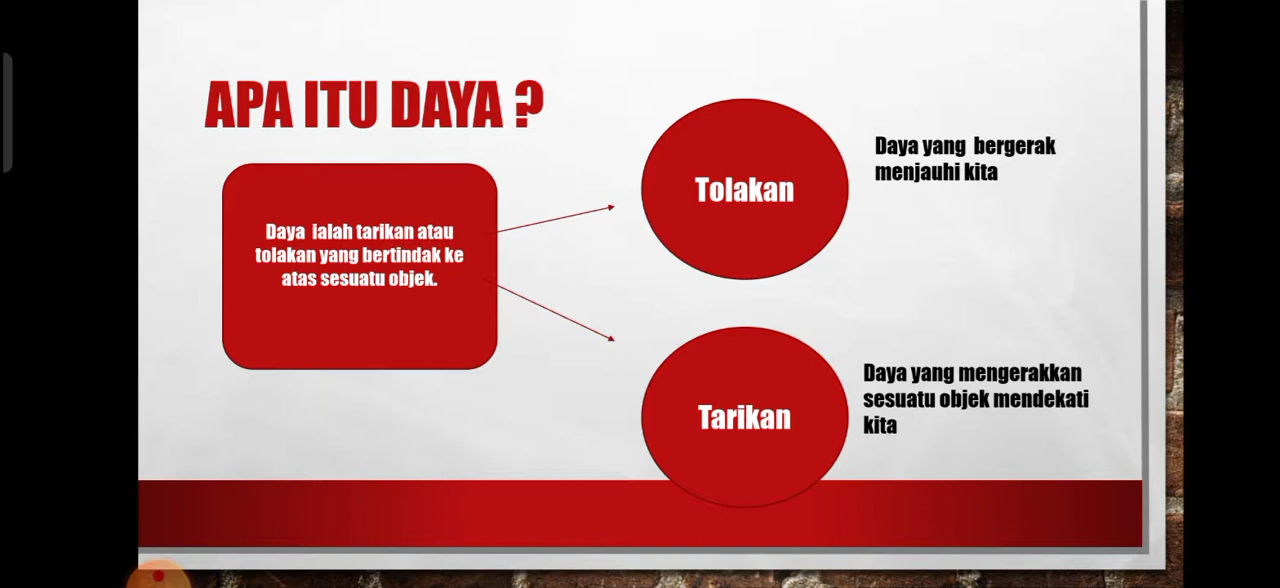 APA ITU DAYA ?
Daya ialah tarikan atau
tolakan yang bertindak ke
atas sesuatu objek.
Tolakan
Daya yang bergerak
menjauhi kita
Tarikan
Daya yang mengerakkan
sesuatu objek mendekati
kita